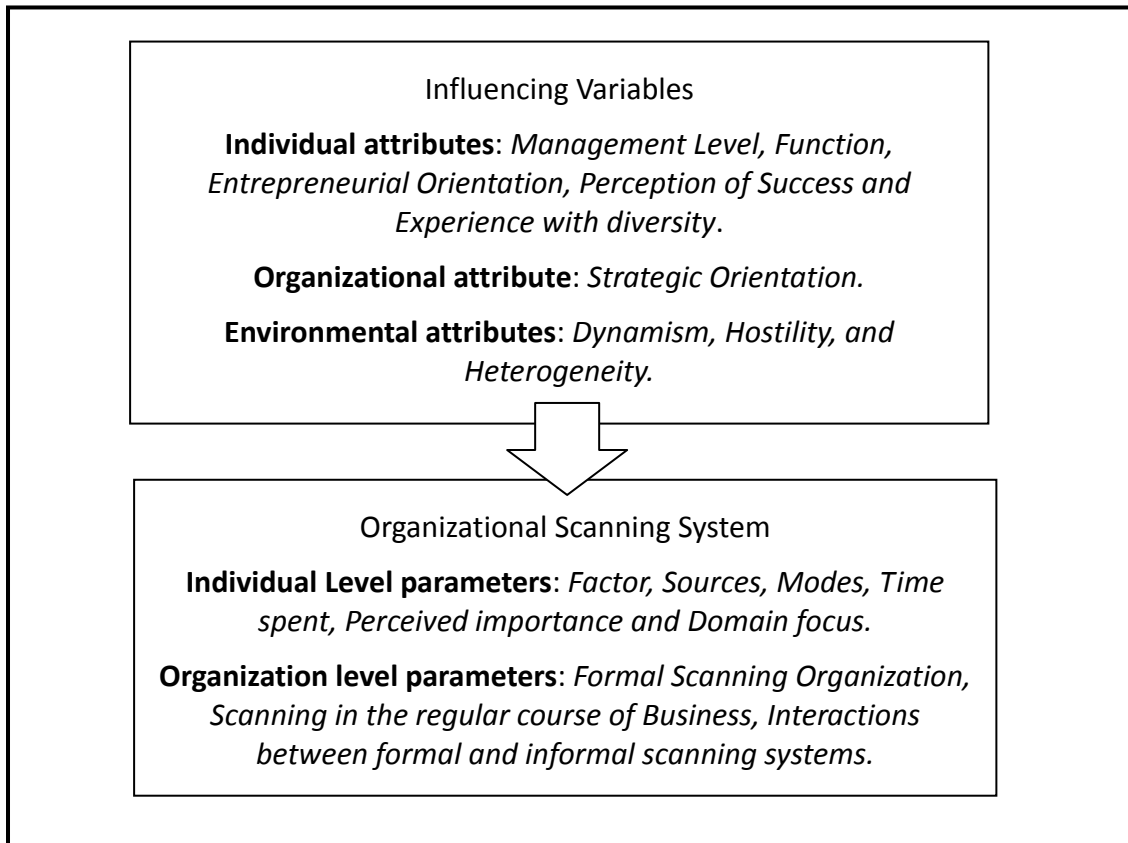 Influencing Variables
Individual attributes: Management Level, Function,
Entrepreneurial Orientation, Perception of Success and
Experience with diversity.
Organizational attribute: Strategic Orientation.
Environmental attributes: Dynamism, Hostility, and
Heterogeneity.
Organizational Scanning System
Individual Level parameters: Factor, Sources, Modes, Time
spent, Perceived importance and Domain focus.
Organization level parameters: Formal Scanning Organization,
Scanning in the regular course of Business, Interactions
between formal and informal scanning systems.